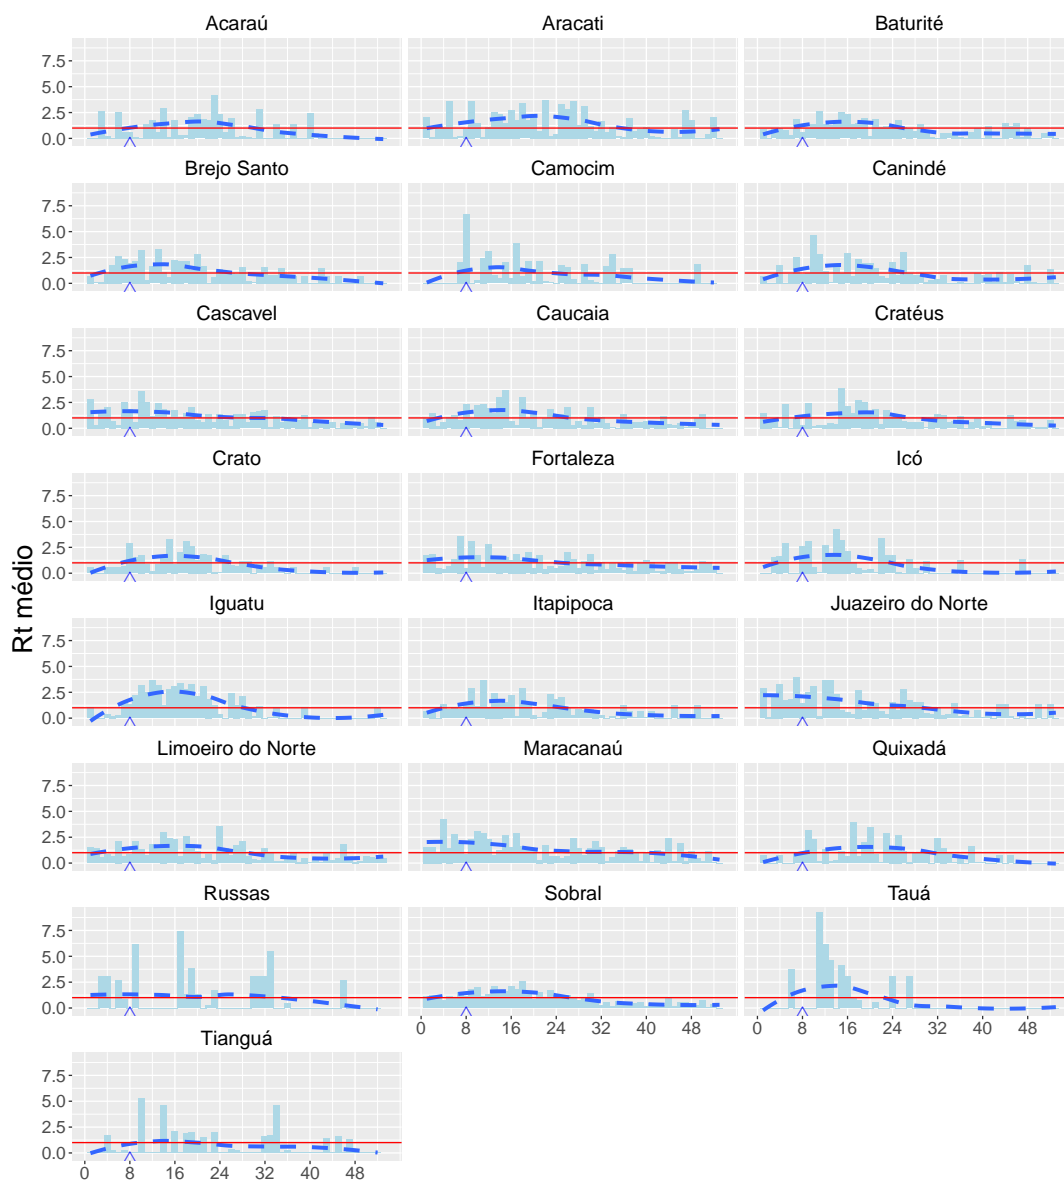 Acaraú Aracati Baturité
7.5
5.0
2.5
0.0
Brejo Santo Camocim Canindé
7.5
5.0
2.5
0.0
Cascavel Caucaia Cratéus
7.5
5.0
2.5
0.0
Crato Fortaleza Icó
7.5
5.0
2.5
0.0
Rt médio
Iguatu Itapipoca Juazeiro do Norte
7.5
5.0
2.5
0.0
Limoeiro do Norte Maracanaú Quixadá
7.5
5.0
2.5
0.0
Russas Sobral Tauá
7.5
5.0
2.5
0.0
0 8 16 24 32 40 48 0 8 16 24 32 40 48
Tianguá
7.5
5.0
2.5
0.0
0 8 16 24 32 40 48